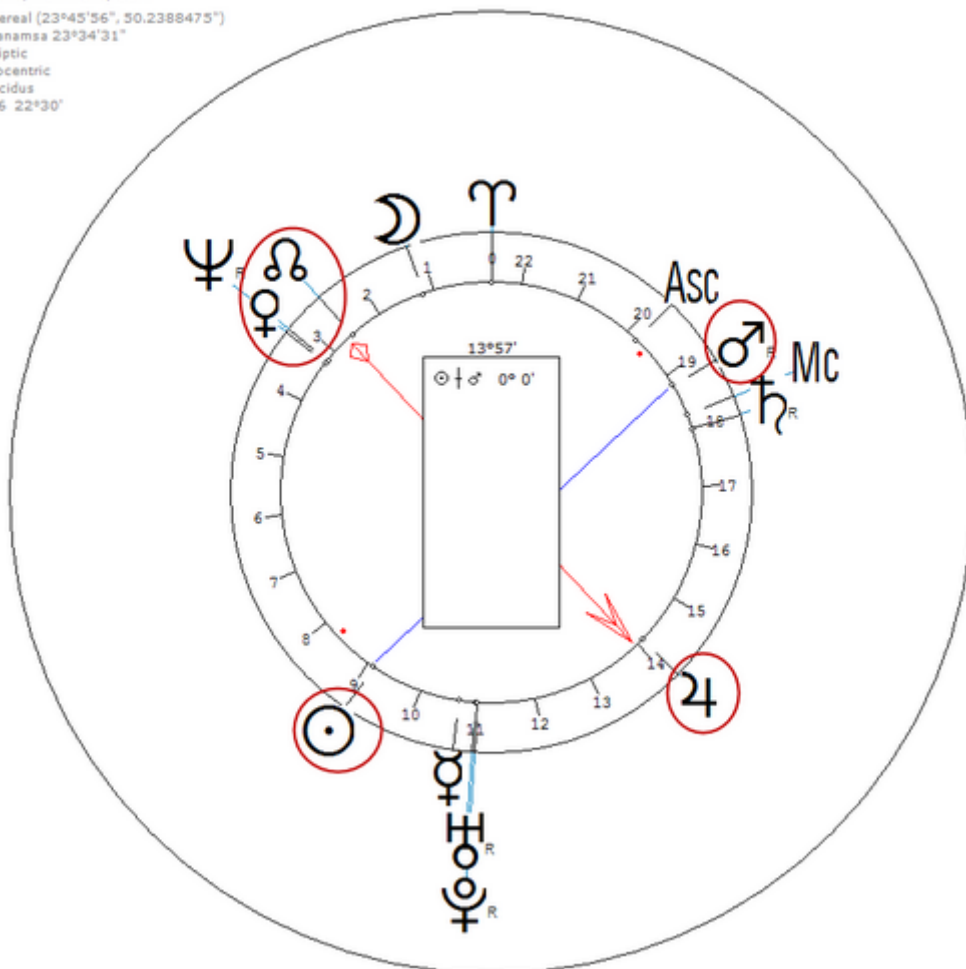 ereal (23°45'56", 50.2388475")
anamsa 23°34'31"
iptic
ocentric
cidus
6 22°30'
♈
☽
☊
♆ R
♀
Asc
♂ R
Mc
♄ R
0 22
1
21
2
20
3
19
4
18
5
17
6
16
7
15
8
14
9
13
10
12
11
13°57'
☉ ♂ 0° 0'
☉
♃
☿
♅ R
♇ R